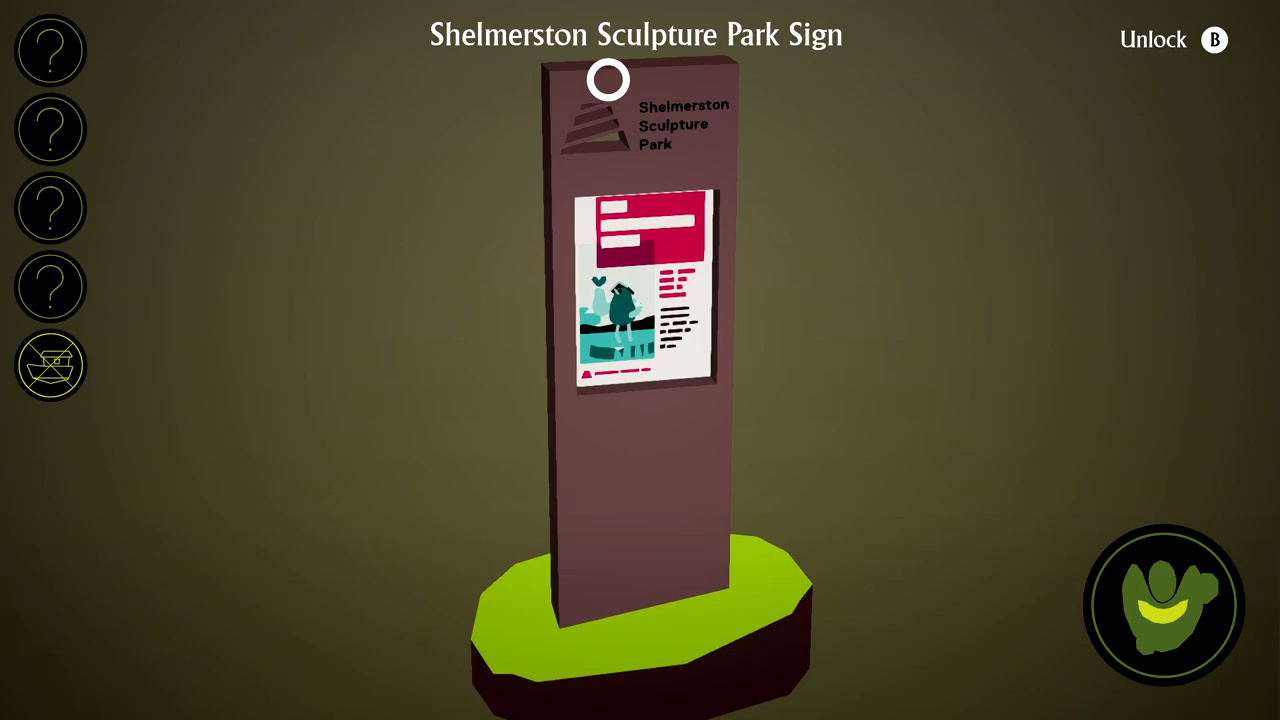 Shelmerston Sculpture Park Sign
Unlock B
Shelmerston
Sculpture
Park
?
?
?
?